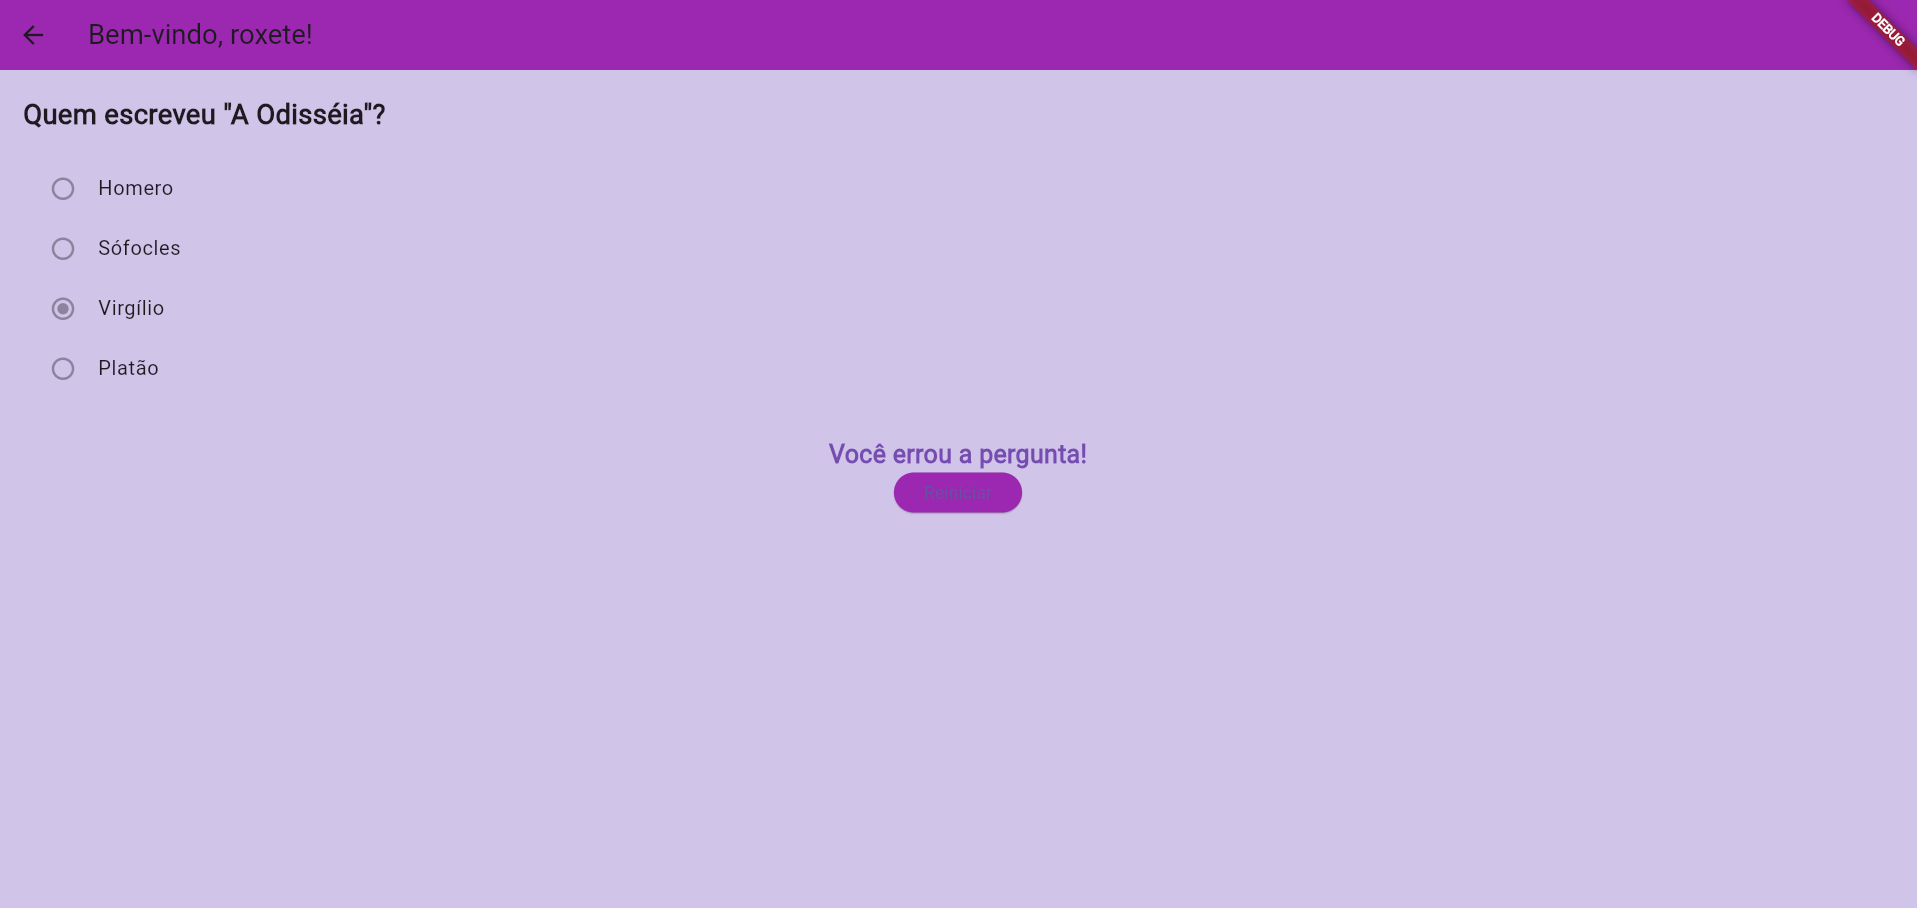 Bem-vindo, roxete!
DEBUG
Quem escreveu "A Odisséia"?
Homero
Sófocles
Virgílio
Platão
Você errou a pergunta!
Reiniciar